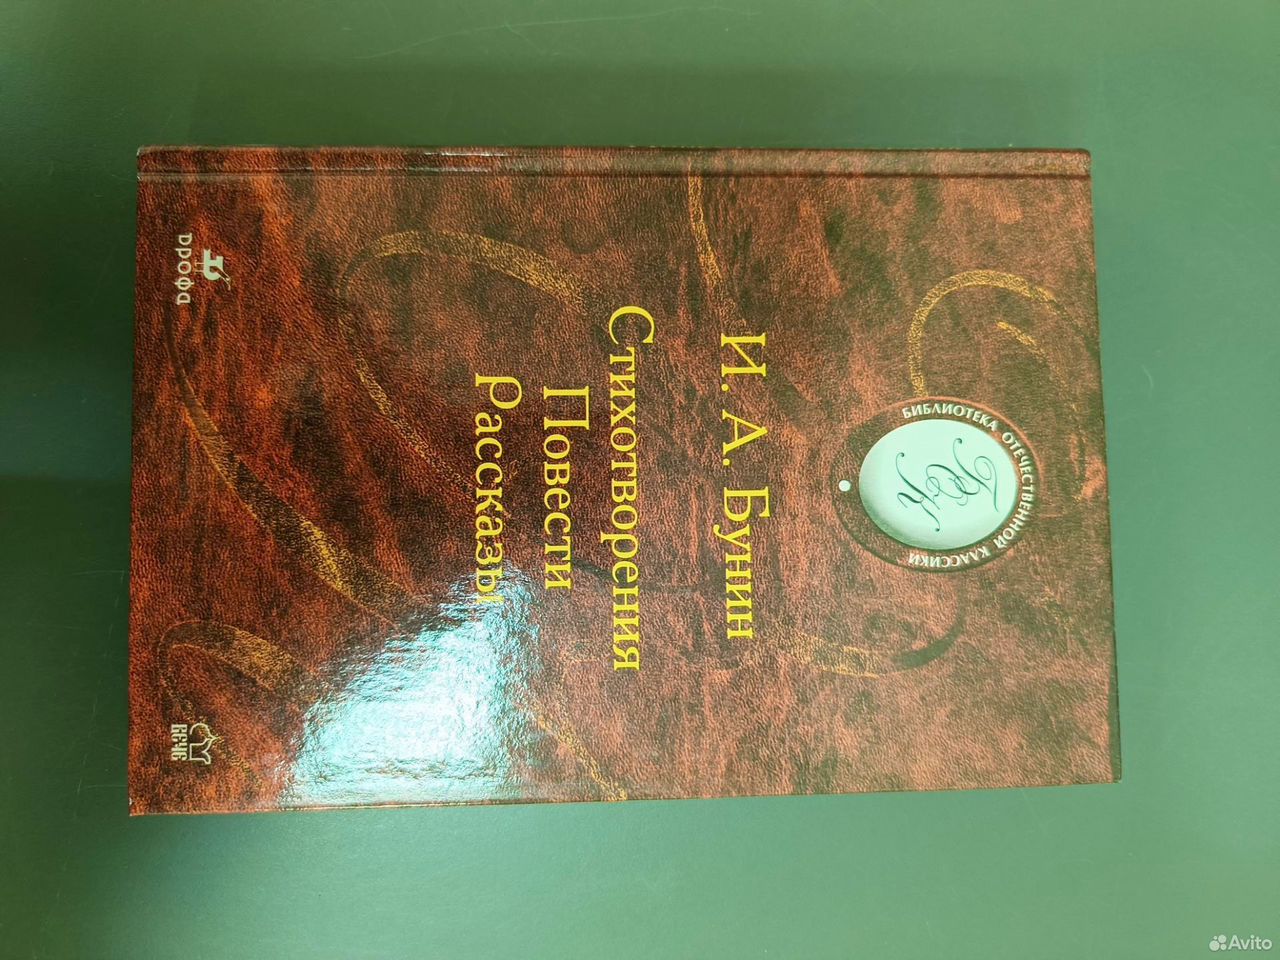 БИБЛИОТЕКА ОТЕЧЕСТВЕННОЙ КЛАССИКИ
И. А. Бунин
Стихотворения
Повести
Рассказы
дрофа
ВЕЧЕ
Avito